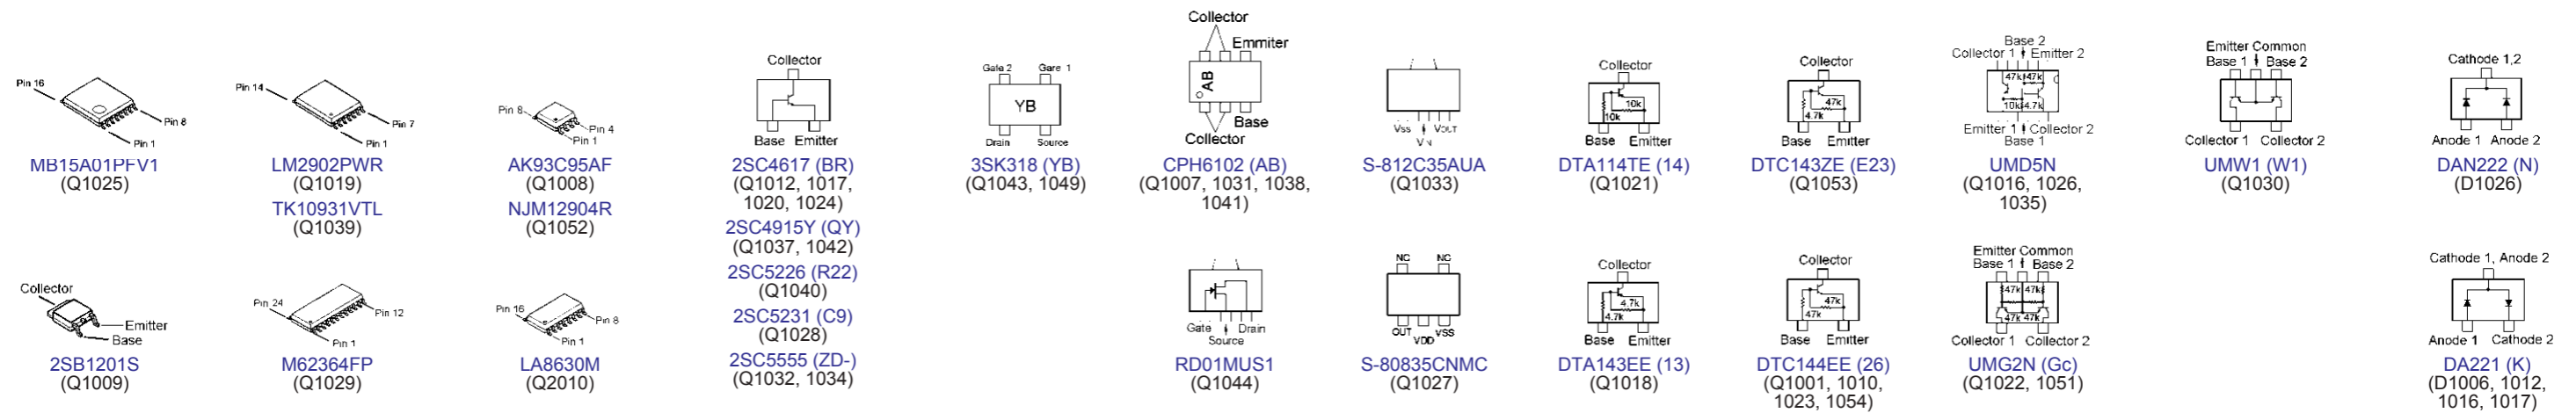 Pin 16
Pin 8
Pin 1
MB15A01PFV1
(Q1025)
Collector
Emitter
Base
2SB1201S
(Q1009)
Pin 14
Pin 7
Pin 1
LM2902PWR
(Q1019)
TK10931VTL
(Q1039)
Pin 24
Pin 12
Pin 1
M62364FP
(Q1029)
Pin 8
Pin 4
Pin 1
AK93C95AF
(Q1008)
NJM12904R
(Q1052)
Pin 16
Pin 8
Pin 1
LA8630M
(Q2010)
Collector
Base Emitter
2SC4617 (BR)
(Q1012, 1017,
1020, 1024)
2SC4915Y (QY)
(Q1037, 1042)
2SC5226 (R22)
(Q1040)
2SC5231 (C9)
(Q1028)
2SC5555 (ZD-)
(Q1032, 1034)
Gate 2 Gare 1
YB
Drain Source
3SK318 (YB)
(Q1043, 1049)
Collector
Emmiter
AB
Base
Collector
CPH6102 (AB)
(Q1007, 1031, 1038,
1041)
Gate Drain
Source
RD01MUS1
(Q1044)
Vss VOUT
VIN
S-812C35AUA
(Q1033)
NC NC
OUT VSS
VDD
S-80835CNMC
(Q1027)
Collector
10k
10k
Base Emitter
DTA114TE (14)
(Q1021)
Collector
4.7k
4.7k
Base Emitter
DTA143EE (13)
(Q1018)
Collector
47k
4.7k
Base Emitter
DTC143ZE (E23)
(Q1053)
Collector
47k
47k
Base Emitter
DTC144EE (26)
(Q1001, 1010,
1023, 1054)
Base 2
Collector 1 Emitter 2
47k 47k
10k 4.7k
Emitter 1 Collector 2
Base 1
UMD5N
(Q1016, 1026,
1035)
Emitter Common
Base 1 Base 2
47k 47k
47k 47k
Collector 1 Collector 2
UMG2N (Gc)
(Q1022, 1051)
Emitter Common
Base 1 Base 2
Collector 1 Collector 2
UMW1 (W1)
(Q1030)
Cathode 1,2
Anode 1 Anode 2
DAN222 (N)
(D1026)
Cathode 1, Anode 2
Anode 1 Cathode 2
DA221 (K)
(D1006, 1012,
1016, 1017)